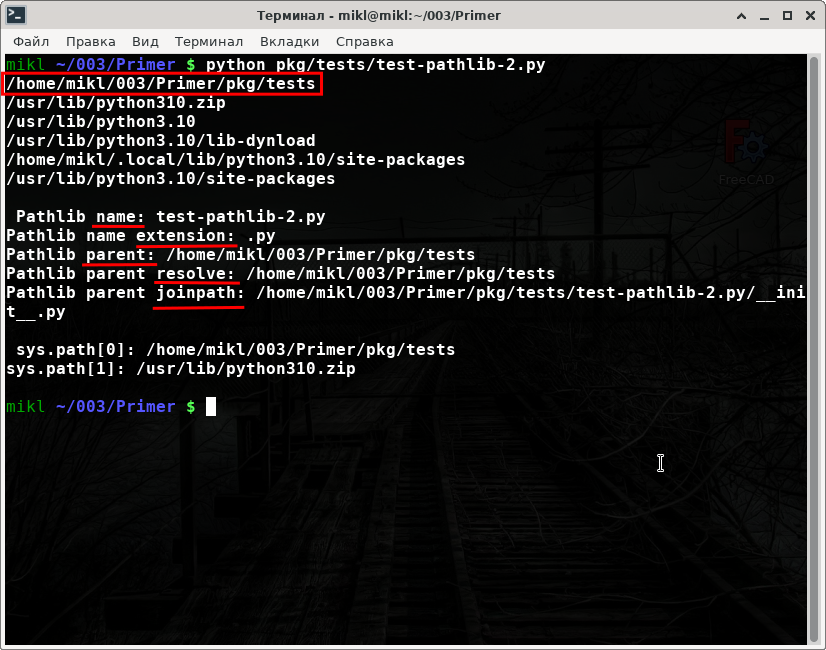 Терминал - mikl@mikl:~/003/Primer
Файл Правка Вид Терминал Вкладки Справка
mikl ~/003/Primer $ python pkg/tests/test-pathlib-2.py
/home/mikl/003/Primer/pkg/tests
/usr/lib/python310.zip
/usr/lib/python3.10
/usr/lib/python3.10/lib-dynload
/home/mikl/.local/lib/python3.10/site-packages
/usr/lib/python3.10/site-packages
FreeCAD
Pathlib name: test-pathlib-2.py
Pathlib name extension: .py
Pathlib parent: /home/mikl/003/Primer/pkg/tests
Pathlib parent resolve: /home/mikl/003/Primer/pkg/tests
Pathlib parent joinpath: /home/mikl/003/Primer/pkg/tests/test-pathlib-2.py/__ini
t__.py
sys.path[0]: /home/mikl/003/Primer/pkg/tests
sys.path[1]: /usr/lib/python310.zip
mikl ~/003/Primer $